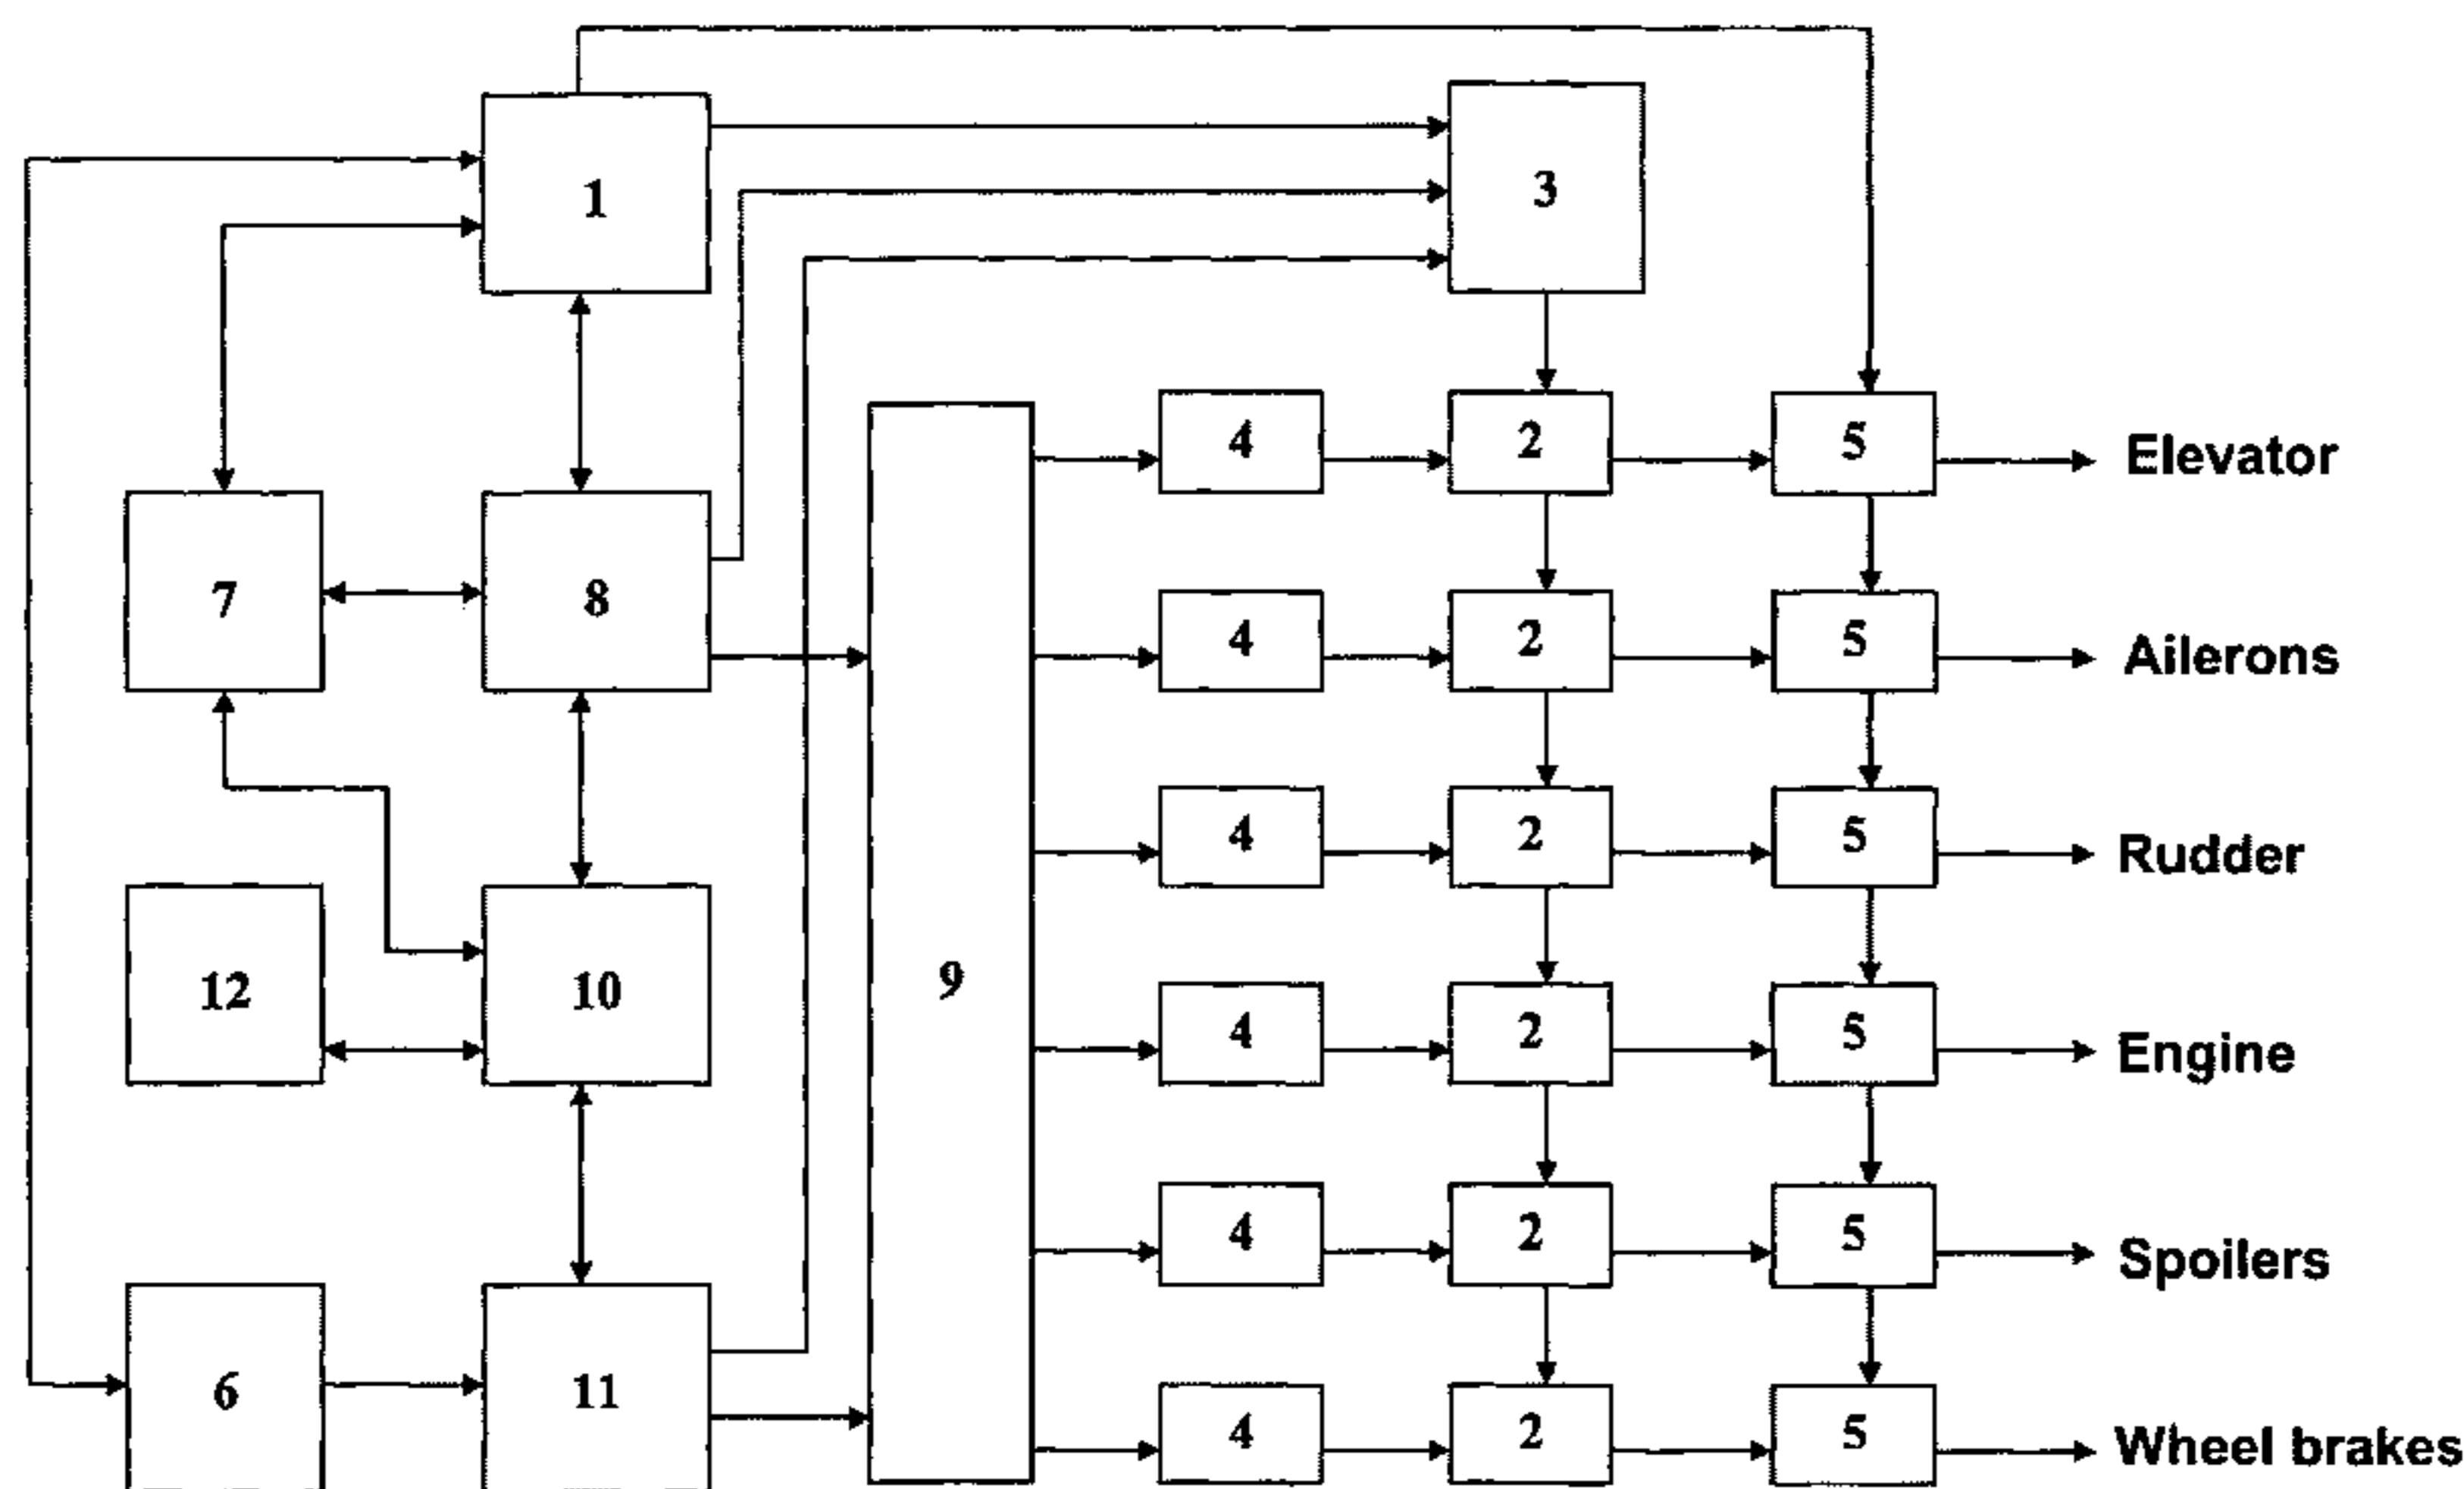 1
3
4 2 5 Elevator
7 8
4 2 5 Ailerons
4 2 5 Rudder
12 10 9
4 2 5 Engine
4 2 5 Spoilers
6 11
4 2 5 Wheel brakes